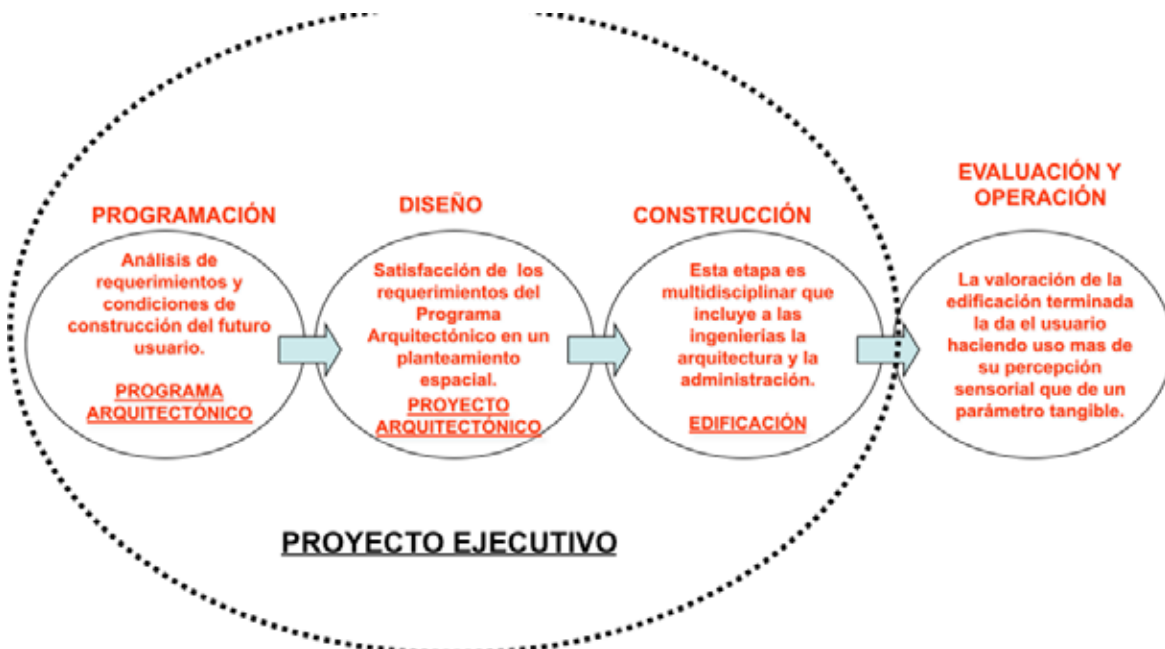 PROGRAMACIÓN
Análisis de
requerimientos y
condiciones de
construcción del futuro
usuario.
PROGRAMA
ARQUITECTÓNICO
DISEÑO
Satisfacción de los
requerimientos del
Programa
Arquitectónico en un
planteamiento
espacial.
PROYECTO
ARQUITECTÓNICO
CONSTRUCCIÓN
Esta etapa es
multidisciplinar que
incluye a las
ingenierías la
arquitectura y la
administración.
EDIFICACIÓN
EVALUACIÓN Y
OPERACIÓN
La valoración de la
edificación terminada
la da el usuario
haciendo uso mas de
su percepción
sensorial que de un
parámetro tangible.
PROYECTO EJECUTIVO